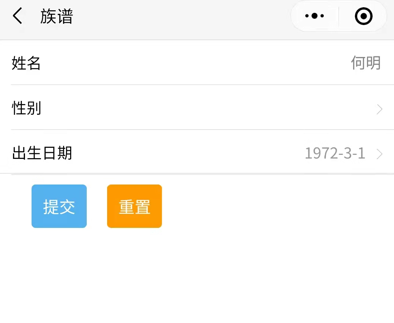 族谱
姓名 何明
性别
出生日期 1972-3-1
提交 重置